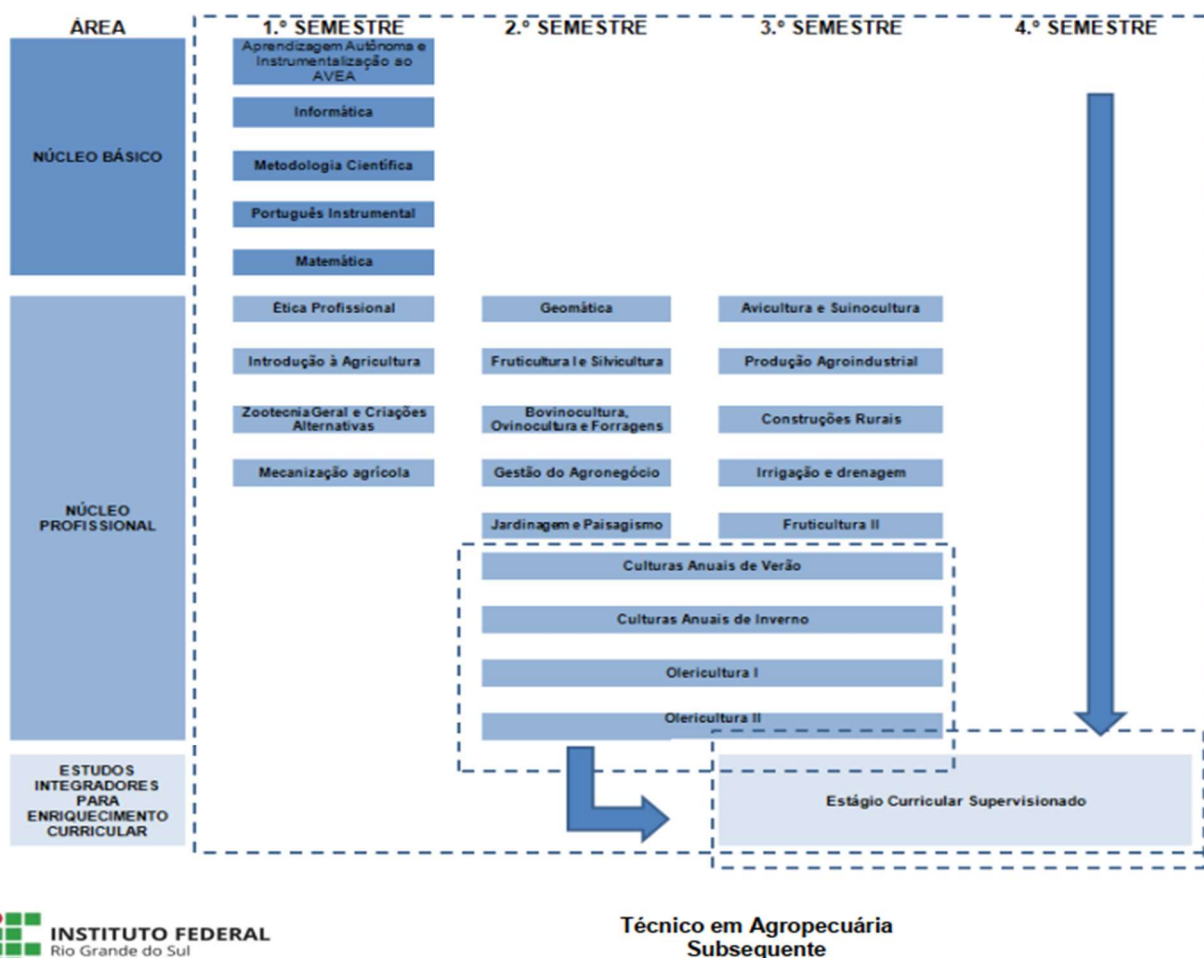 ÁREA
1.º SEMESTRE
2.º SEMESTRE
3.º SEMESTRE
4.º SEMESTRE
NÚCLEO BÁSICO
Aprendizagem Autônoma e
Instrumentalização ao
AVEA
Informática
Metodologia Científica
Português Instrumental
Matemática
NÚCLEO
PROFISSIONAL
Ética Profissional
Geomática
Avicultura e Suinocultura
Introdução à Agricultura
Fruticultura I e Silvicultura
Produção Agroindustrial
Zootecnia Geral e Criações
Alternativas
Bovinocultura,
Ovinocultura e Forragens
Construções Rurais
Mecanização agrícola
Gestão do Agronegócio
Irrigação e drenagem
Jardinagem e Paisagismo
Fruticultura II
Culturas Anuais de Verão
Culturas Anuais de Inverno
Olericultura I
Olericultura II
ESTUDOS
INTEGRADORES
PARA
ENRIQUECIMENTO
CURRICULAR
Estágio Curricular Supervisionado
INSTITUTO FEDERAL
Rio Grande do Sul
Técnico em Agropecuária
Subsequente